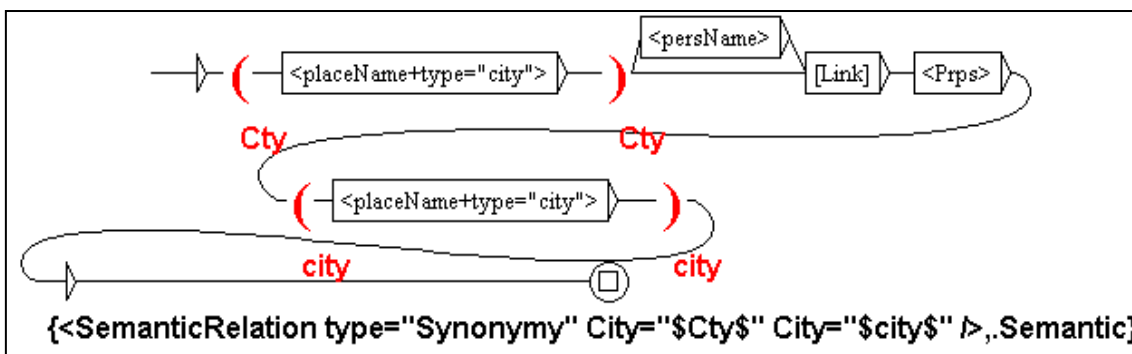 <persName>
( <placeName+type="city"> ) [Link] <Prps>
Cty Cty
( <placeName+type="city"> )
city city
{<SemanticRelation type="Synonymy" City="$Cty$" City="$city$" />,.Semantic}